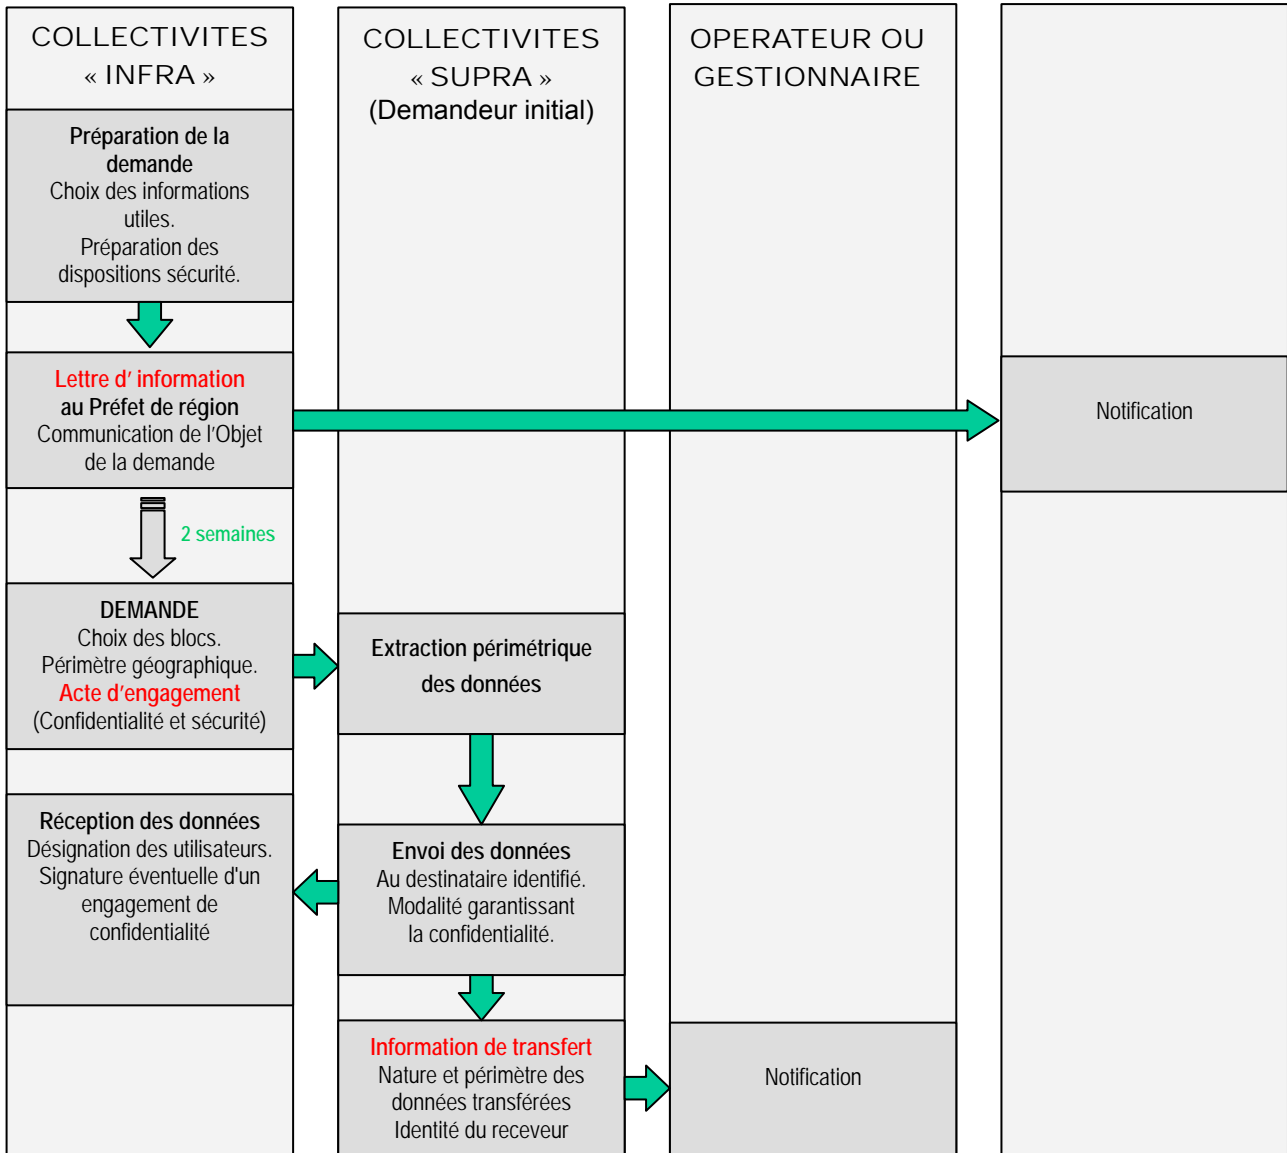 COLLECTIVITES
« INFRA »
COLLECTIVITES
« SUPRA »
(Demandeur initial)
OPERATEUR OU
GESTIONNAIRE
Préparation de la
demande
Choix des informations
utiles.
Préparation des
dispositions sécurité.
Lettre d’ information
au Préfet de région
Communication de l’Objet
de la demande
Notification
2 semaines
DEMANDE
Choix des blocs.
Périmètre géographique.
Acte d’engagement
(Confidentialité et sécurité)
Extraction périmétrique
des données
Réception des données
Désignation des utilisateurs.
Signature éventuelle d'un
engagement de
confidentialité
Envoi des données
Au destinataire identifié.
Modalité garantissant
la confidentialité.
Information de transfert
Nature et périmètre des
données transférées
Identité du receveur
Notification